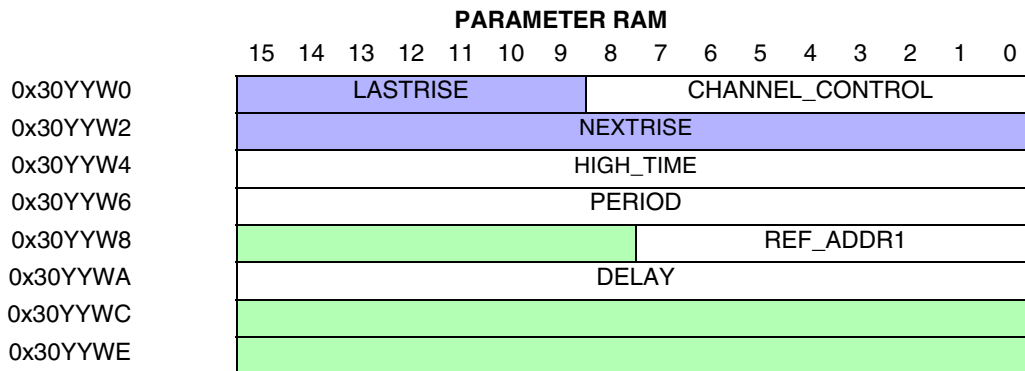 PARAMETER RAM
15 14 13 12 11 10 9 8 7 6 5 4 3 2 1 0
0x30YYW0 LASTRISE CHANNEL_CONTROL
0x30YYW2 NEXTRISE
0x30YYW4 HIGH_TIME
0x30YYW6 PERIOD
0x30YYW8 REF_ADDR1
0x30YYWA DELAY
0x30YYWC
0x30YYWE